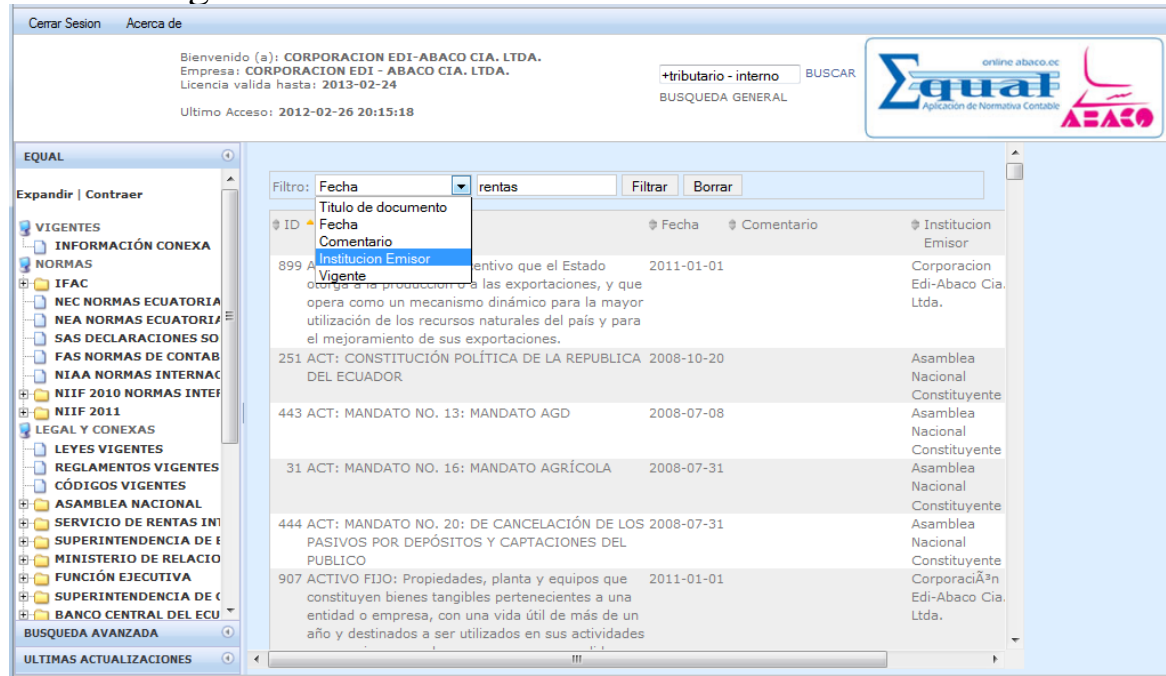 Cerrar Sesion Acerca de
Bienvenido (a): CORPORACION EDI-ABACO CIA. LTDA.
Empresa: CORPORACION EDI - ABACO CIA. LTDA.
Licencia valida hasta: 2013-02-24
Ultimo Acceso: 2012-02-26 20:15:18
+tributario - interno BUSCAR
BUSQUEDA GENERAL
online abaco.ec
Equal
Aplicación de Normativa Contable
ABACO
EQUAL
Expandir | Contraer
VIGENTES
INFORMACIÓN CONEXA
NORMAS
IFAC
NEC NORMAS ECUATORIA
NEA NORMAS ECUATORIA
SAS DECLARACIONES SO
FAS NORMAS DE CONTAB
NIAA NORMAS INTERNAC
NIIF 2010 NORMAS INTER
NIIF 2011
LEGAL Y CONEXAS
LEYES VIGENTES
REGLAMENTOS VIGENTES
CÓDIGOS VIGENTES
ASAMBLEA NACIONAL
SERVICIO DE RENTAS INT
SUPERINTENDENCIA DE
MINISTERIO DE RELACIO
FUNCIÓN EJECUTIVA
SUPERINTENDENCIA DE
BANCO CENTRAL DEL ECU
BUSQUEDA AVANZADA
ULTIMAS ACTUALIZACIONES
Filtro: Fecha rentas Filtrar Borrar
Titulo de documento
Fecha
Comentario
Institucion Emisor
Vigente
ID Fecha Comentario Institucion
Emisor
899 A entivo que el Estado 2011-01-01 Corporacion
otorga a la producción o a las exportaciones, y que Edi-Abaco Cia.
opera como un mecanismo dinámico para la mayor Ltda.
utilización de los recursos naturales del país y para
el mejoramiento de sus exportaciones.
251 ACT: CONSTITUCIÓN POLÍTICA DE LA REPUBLICA 2008-10-20 Asamblea
DEL ECUADOR Nacional
Constituyente
443 ACT: MANDATO NO. 13: MANDATO AGD 2008-07-08 Asamblea
Nacional
Constituyente
31 ACT: MANDATO NO. 16: MANDATO AGRÍCOLA 2008-07-31 Asamblea
Nacional
Constituyente
444 ACT: MANDATO NO. 20: DE CANCELACIÓN DE LOS 2008-07-31 Asamblea
PASIVOS POR DEPÓSITOS Y CAPTACIONES DEL Nacional
PUBLICO Constituyente
907 ACTIVO FIJO: Propiedades, planta y equipos que 2011-01-01 CorporaciÃ³n
constituyen bienes tangibles pertenecientes a una Edi-Abaco Cia.
entidad o empresa, con una vida útil de más de un Ltda.
año y destinados a ser utilizados en sus actividades